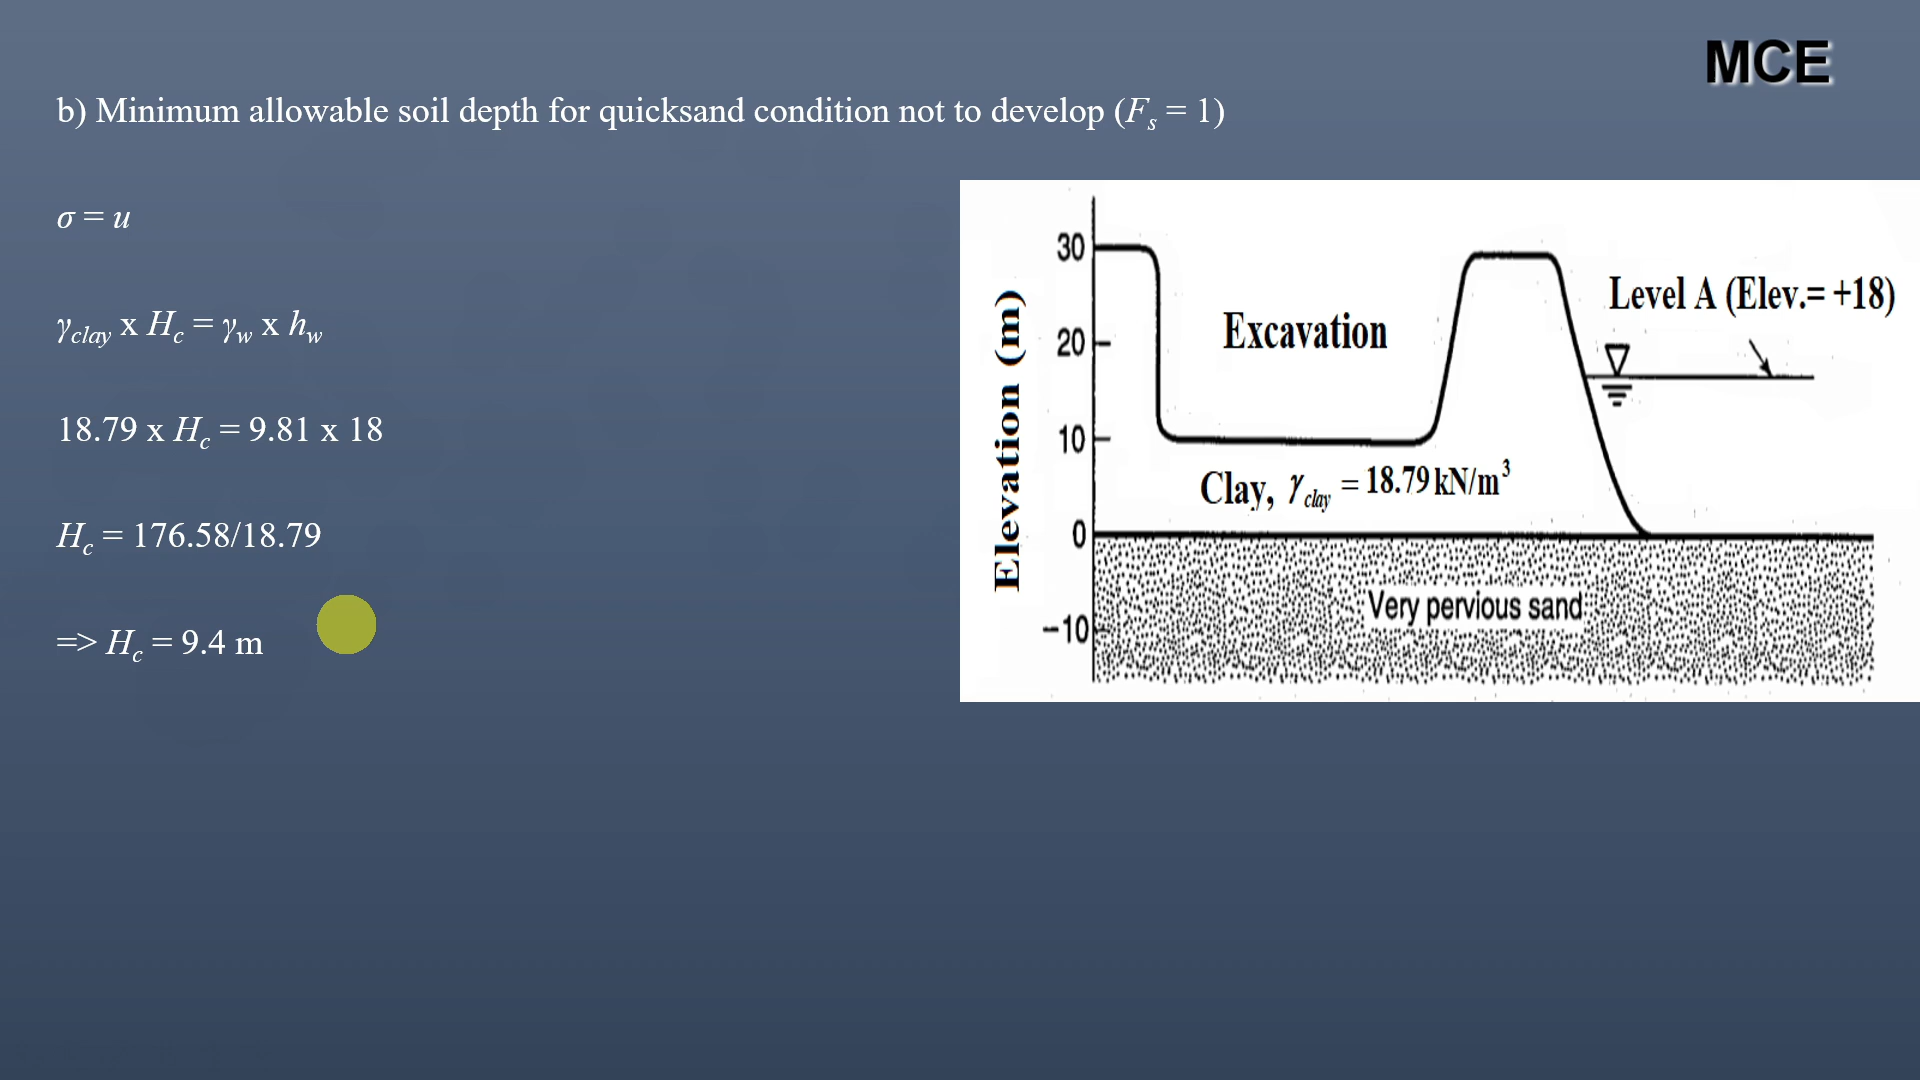 MCE
b) Minimum allowable soil depth for quicksand condition not to develop (Fs = 1)
σ = u
γclay x Hc = γw x hw
18.79 x Hc = 9.81 x 18
Hc = 176.58/18.79
=> Hc = 9.4 m
Elevation (m)
30
20
10
0
−10
Excavation
Level A (Elev.= +18)
Clay, γclay = 18.79 kN/m³
Very pervious sand